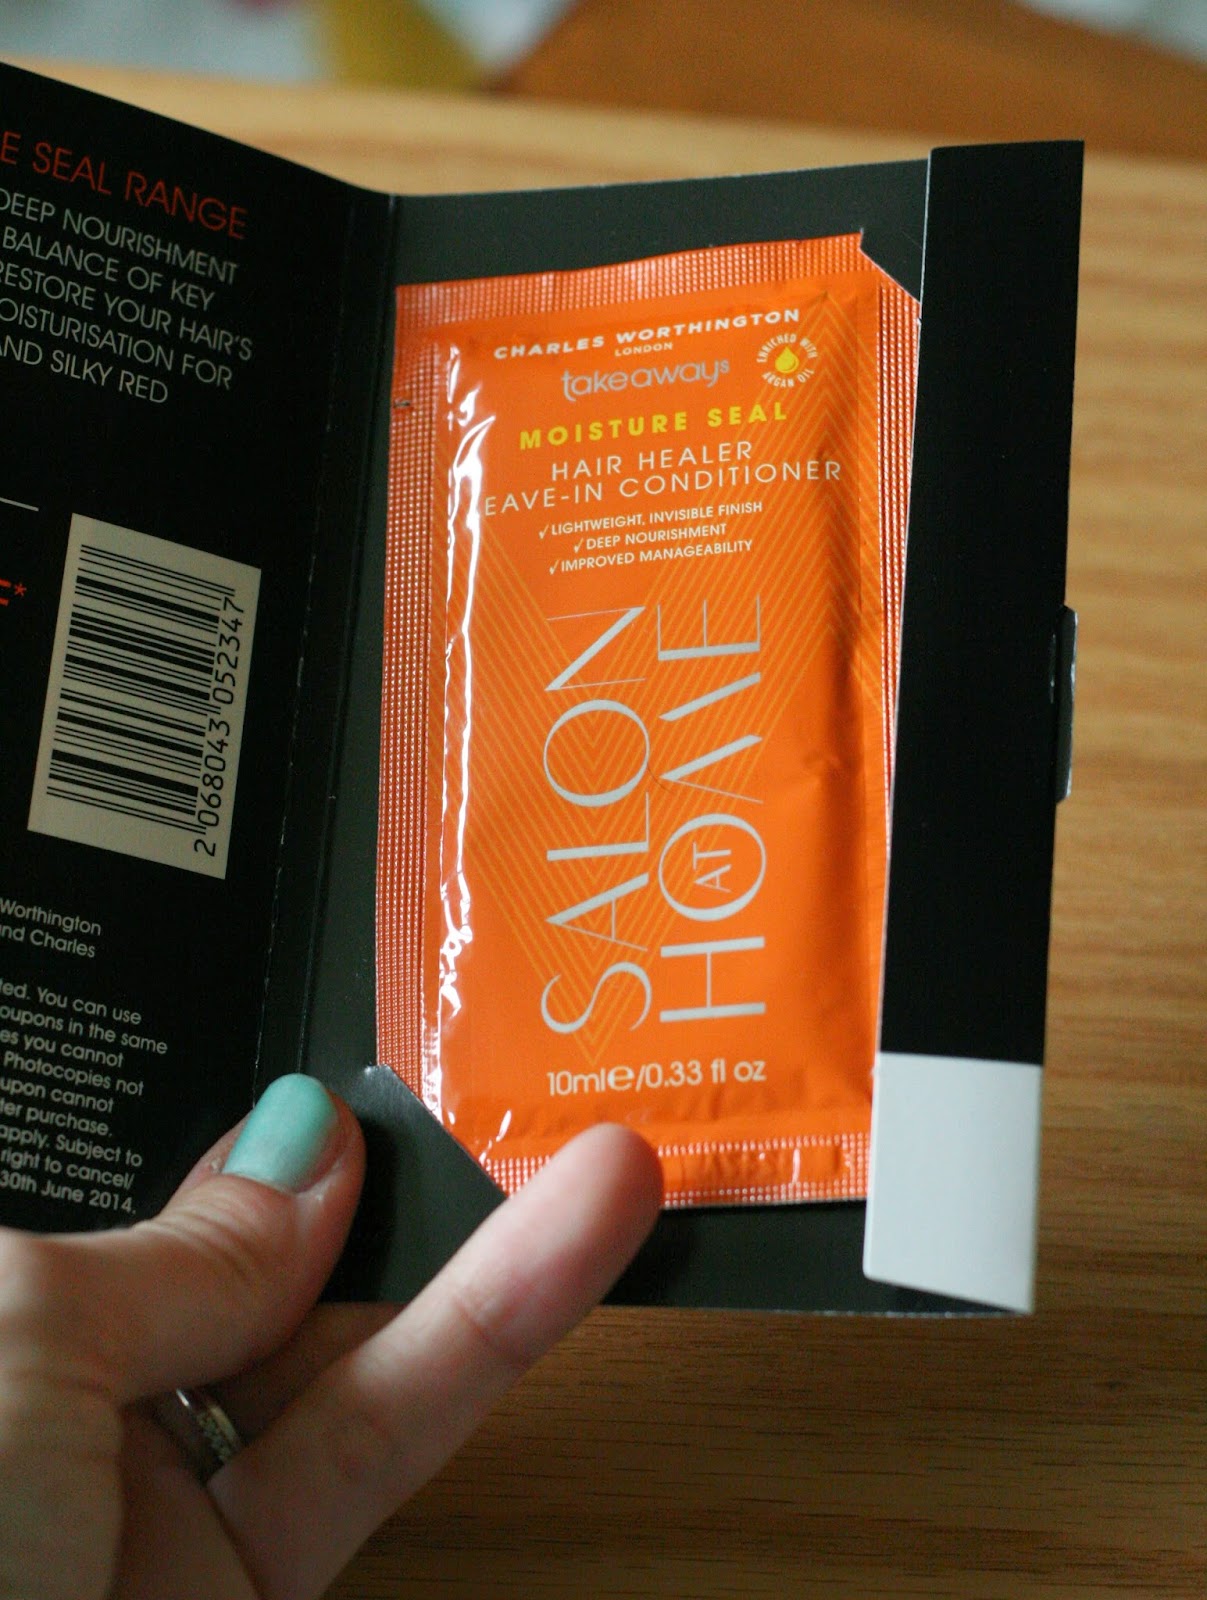 E SEAL RANGE
DEEP NOURISHMENT
BALANCE OF KEY
RESTORE YOUR HAIR'S
OISTURISATION FOR
AND SILKY RED
*
2 068043 052347
Worthington
nd Charles
ted. You can use
oupons in the same
es you cannot
Photocopies not
upon cannot
ter purchase.
apply. Subject to
right to cancel/
30th June 2014.
CHARLES WORTHINGTON
LONDON
takeaways
ENRICHED WITH
ARGAN OIL
MOISTURE SEAL
HAIR HEALER
EAVE-IN CONDITIONER
✓LIGHTWEIGHT, INVISIBLE FINISH
✓DEEP NOURISHMENT
✓IMPROVED MANAGEABILITY
SALON
AT
HOME
10ml℮/0.33 fl oz